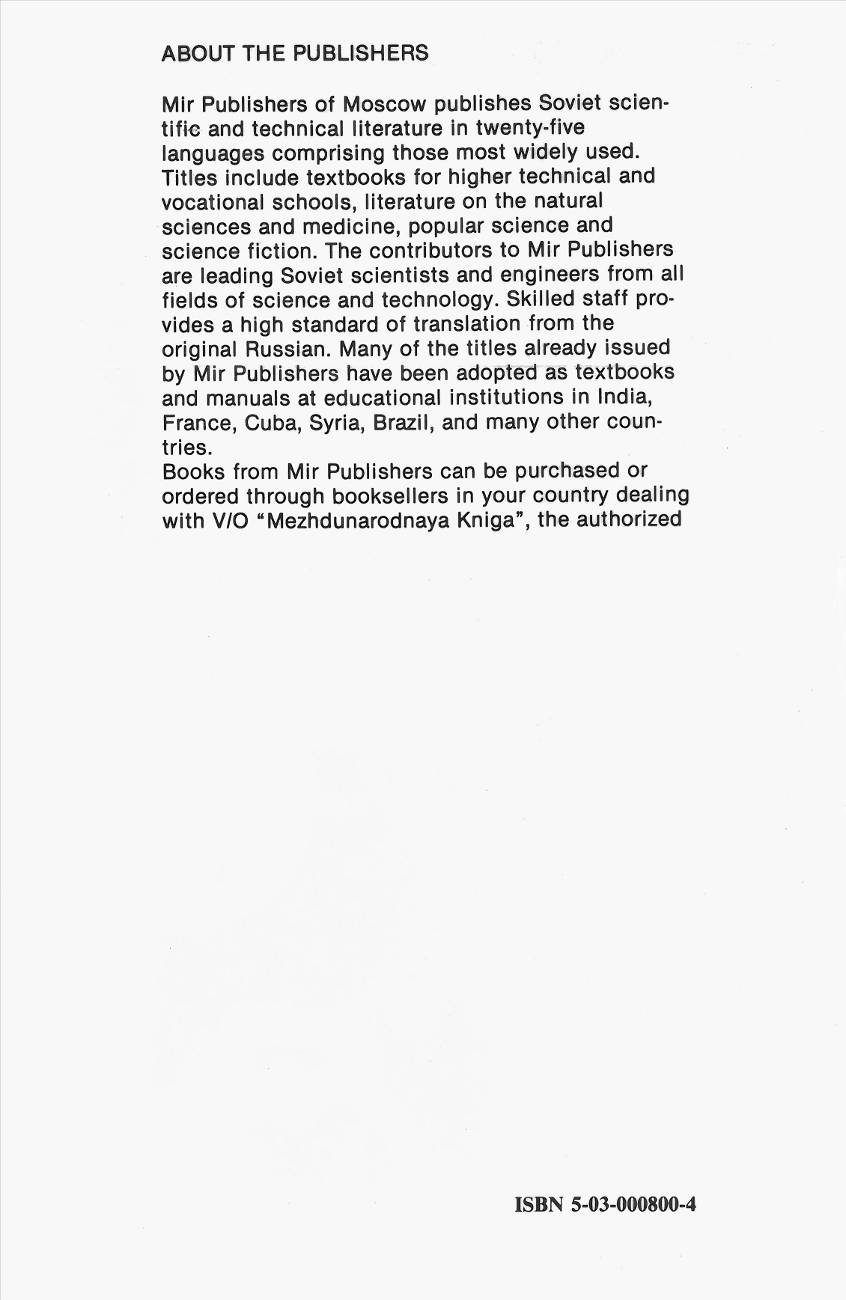 ABOUT THE PUBLISHERS
Mir Publishers of Moscow publishes Soviet scien-
tific and technical literature in twenty-five
languages comprising those most widely used.
Titles include textbooks for higher technical and
vocational schools, literature on the natural
sciences and medicine, popular science and
science fiction. The contributors to Mir Publishers
are leading Soviet scientists and engineers from all
fields of science and technology. Skilled staff pro-
vides a high standard of translation from the
original Russian. Many of the titles already issued
by Mir Publishers have been adopted as textbooks
and manuals at educational institutions in India,
France, Cuba, Syria, Brazil, and many other coun-
tries.
Books from Mir Publishers can be purchased or
ordered through booksellers in your country dealing
with V/O “Mezhdunarodnaya Kniga”, the authorized
ISBN 5-03-000800-4